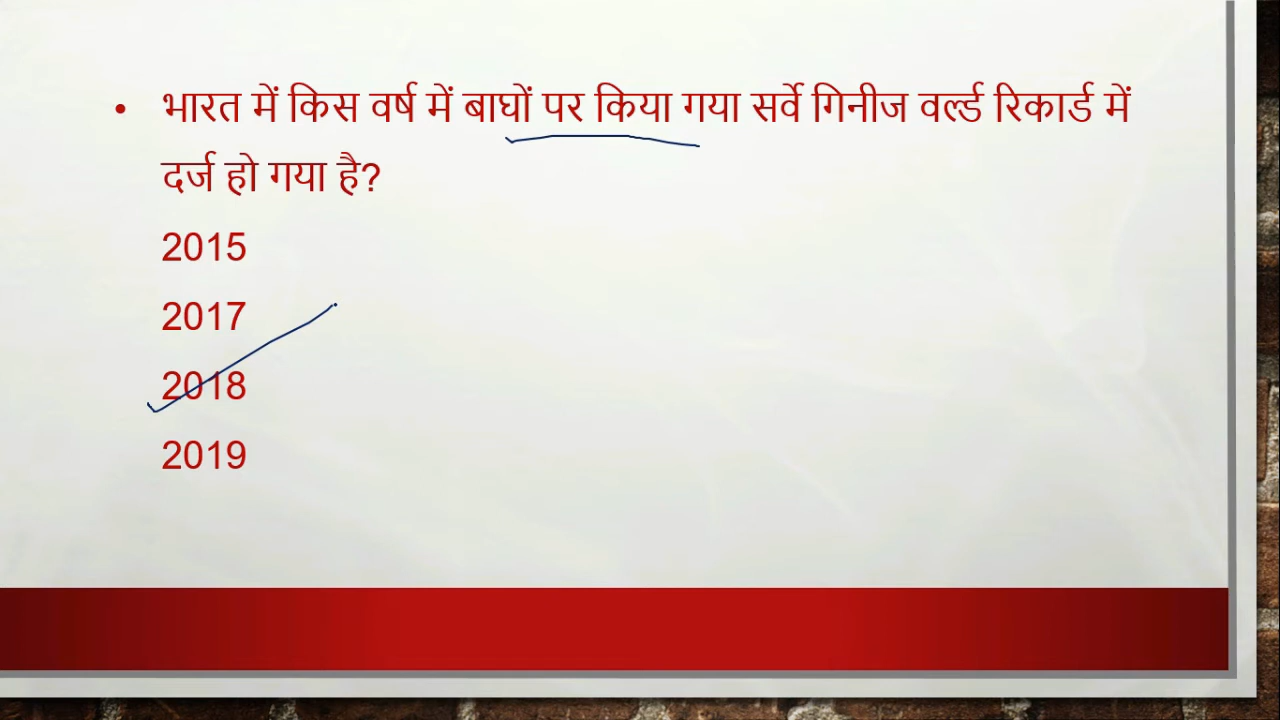 • भारत में किस वर्ष में बाघों पर किया गया सर्वे गिनीज वर्ल्ड रिकार्ड में
दर्ज हो गया है?
2015
2017
2018
2019